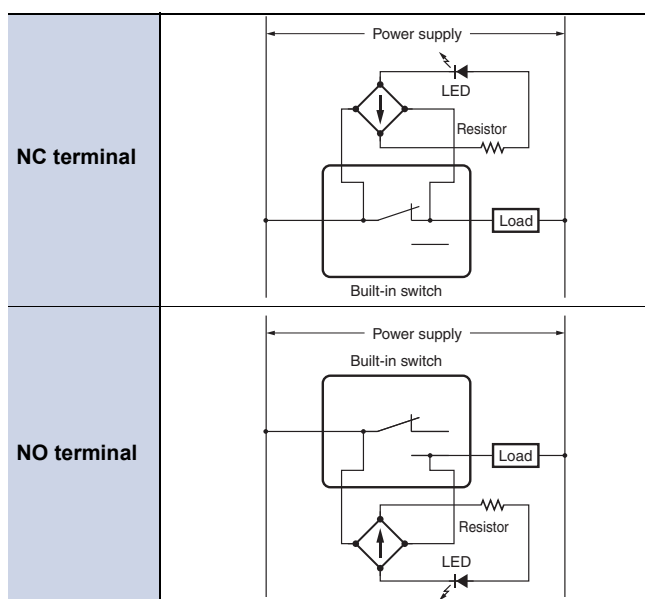 NC terminal
Power supply
LED
Resistor
Load
Built-in switch
NO terminal
Power supply
Built-in switch
Load
Resistor
LED